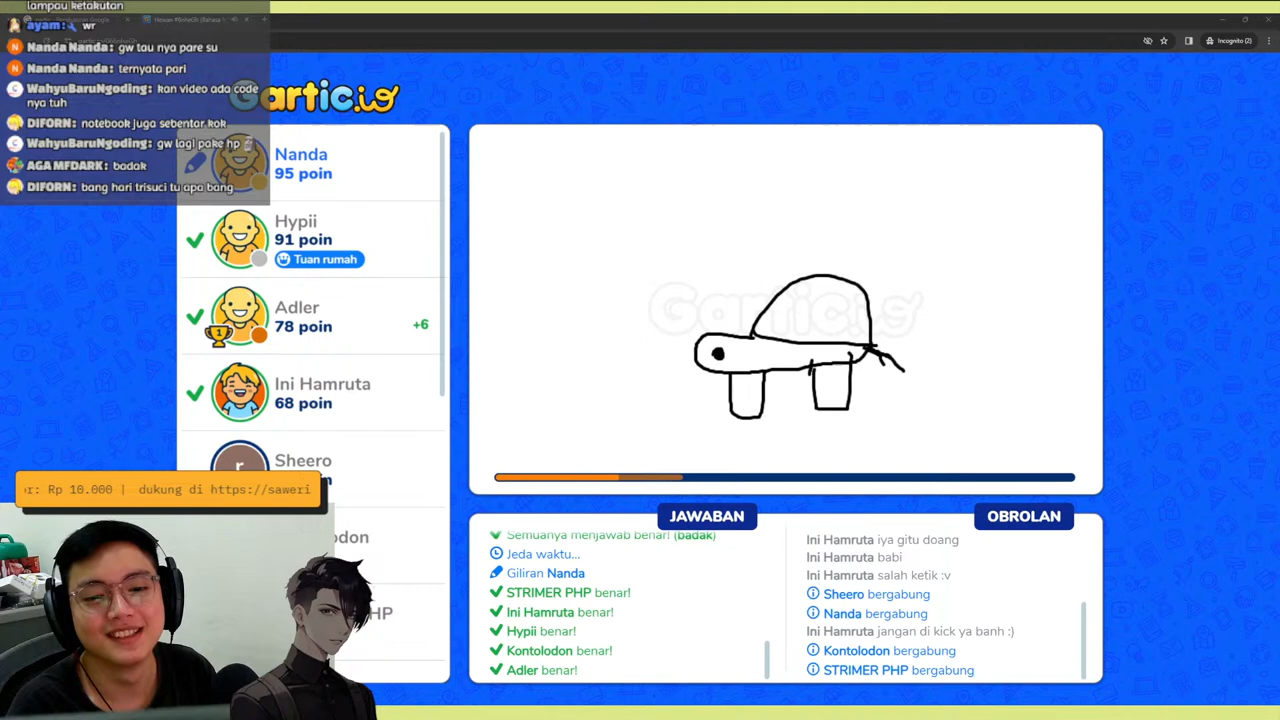 lampau ketakutan
ayam: wr
Nanda Nanda: gw tau nya pare su
Nanda Nanda: ternyata pari
WahyuBaruNgoding: kan video ada code
nya tuh
DIFORN: notebook juga sebentar kok
WahyuBaruNgoding: gw lagi pake hp
AGA MFDARK: badak
DIFORN: bang hari trisuci tu apa bang
Incognito (2)
Gartic.io
Nanda
95 poin
Hypii
91 poin
Tuan rumah
Adler
78 poin
+6
1
Ini Hamruta
68 poin
r
Sheero
odon
HP
r: Rp 10.000 | dukung di https://saweri
Gartic.io
JAWABAN
Semuanya menjawab benar! (badak)
Jeda waktu...
Giliran Nanda
STRIMER PHP benar!
Ini Hamruta benar!
Hypii benar!
Kontolodon benar!
Adler benar!
OBROLAN
Ini Hamruta iya gitu doang
Ini Hamruta babi
Ini Hamruta salah ketik :v
Sheero bergabung
Nanda bergabung
Ini Hamruta jangan di kick ya banh :)
Kontolodon bergabung
STRIMER PHP bergabung